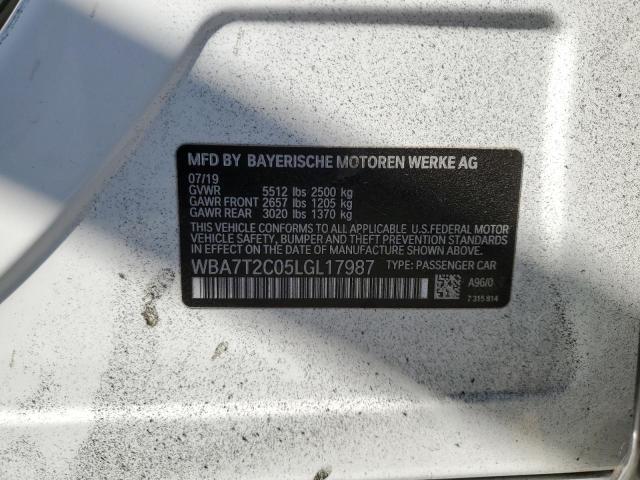 MFD BY BAYERISCHE MOTOREN WERKE AG
07/19
GVWR 5512 lbs 2500 kg
GAWR FRONT 2657 lbs 1205 kg
GAWR REAR 3020 lbs 1370 kg
THIS VEHICLE CONFORMS TO ALL APPLICABLE U.S.FEDERAL MOTOR
VEHICLE SAFETY, BUMPER AND THEFT PREVENTION STANDARDS
IN EFFECT ON THE DATE OF MANUFACTURE SHOWN ABOVE.
WBA7T2C05LGL17987 TYPE: PASSENGER CAR
A96/0
7 315 814